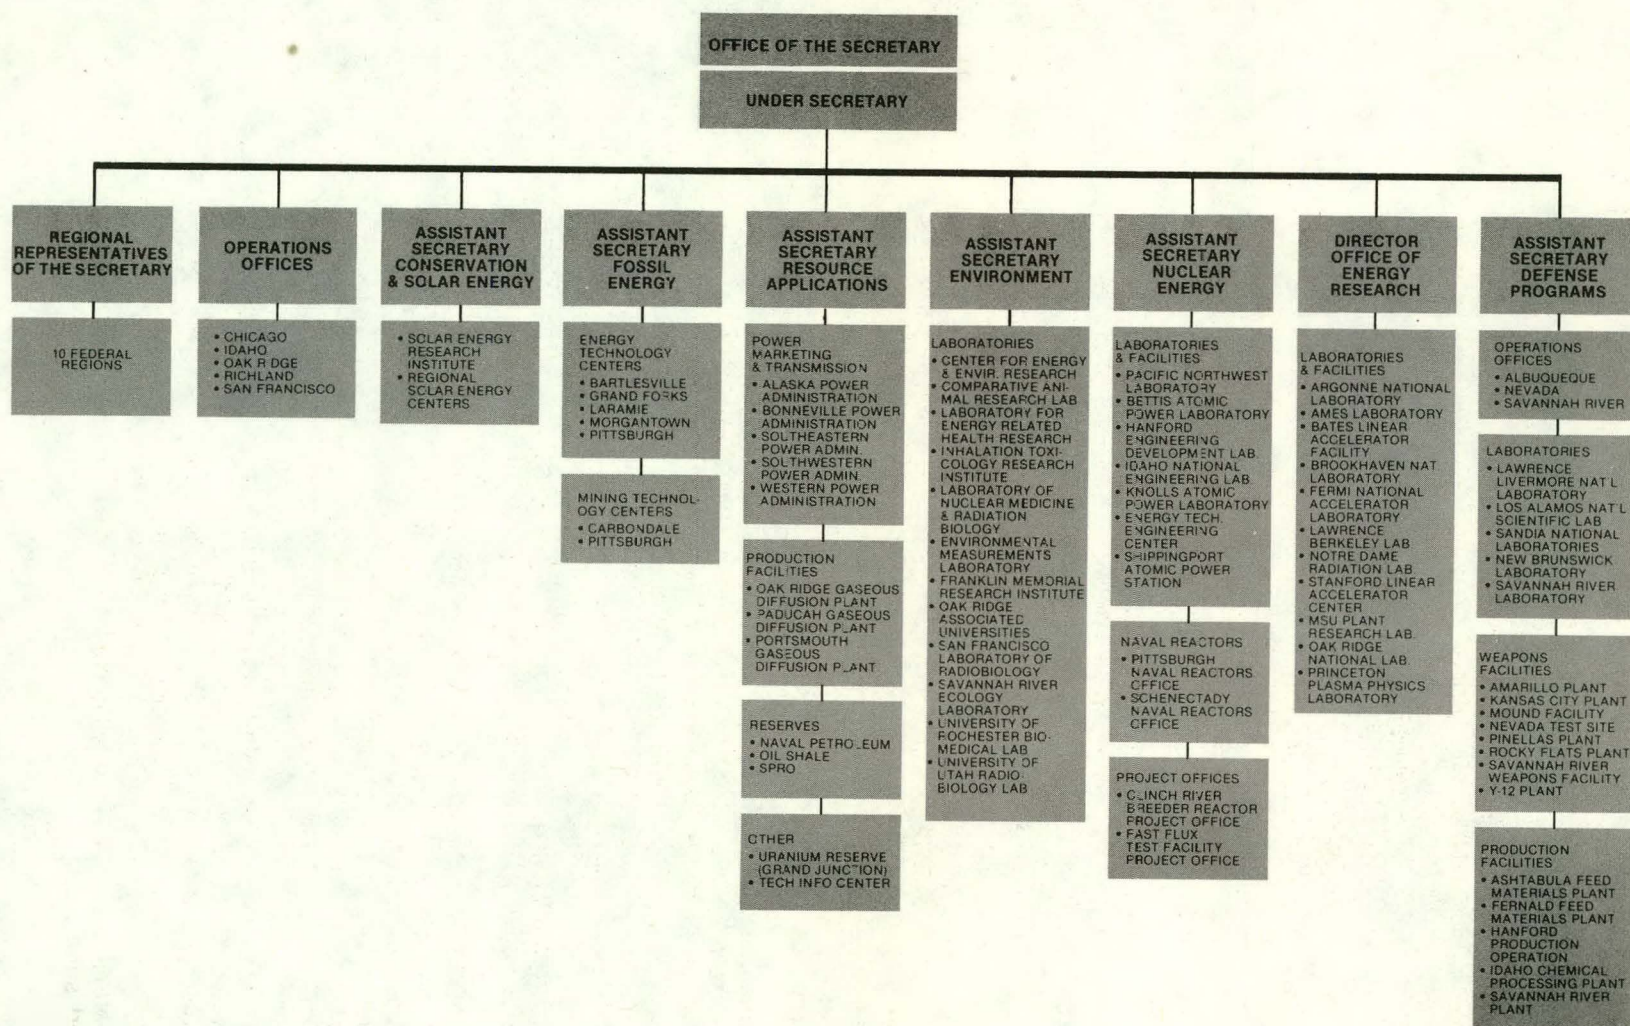 OFFICE OF THE SECRETARY
UNDER SECRETARY
REGIONAL
REPRESENTATIVES
OF THE SECRETARY
10 FEDERAL
REGIONS
OPERATIONS
OFFICES
• CHICAGO
• IDAHO
• OAK RIDGE
• RICHLAND
• SAN FRANCISCO
ASSISTANT
SECRETARY
CONSERVATION
& SOLAR ENERGY
• SOLAR ENERGY
RESEARCH
INSTITUTE
• REGIONAL
SOLAR ENERGY
CENTERS
ASSISTANT
SECRETARY
FOSSIL
ENERGY
ENERGY
TECHNOLOGY
CENTERS
• BARTLESVILLE
• GRAND FORKS
• LARAMIE
• MORGANTOWN
• PITTSBURGH
MINING TECHNOL-
OGY CENTERS
• CARBONDALE
• PITTSBURGH
ASSISTANT
SECRETARY
RESOURCE
APPLICATIONS
POWER
MARKETING
& TRANSMISSION
• ALASKA POWER
ADMINISTRATION
• BONNEVILLE POWER
ADMINISTRATION
• SOUTHEASTERN
POWER ADMIN.
• SOUTHWESTERN
POWER ADMIN.
• WESTERN POWER
ADMINISTRATION
PRODUCTION
FACILITIES
• OAK RIDGE GASEOUS
DIFFUSION PLANT
• PADUCAH GASEOUS
DIFFUSION PLANT
• PORTSMOUTH
GASEOUS
DIFFUSION PLANT
RESERVES
• NAVAL PETROLEUM
• OIL SHALE
• SPRO
OTHER
• URANIUM RESERVE
(GRAND JUNCTION)
• TECH INFO CENTER
ASSISTANT
SECRETARY
ENVIRONMENT
LABORATORIES
• CENTER FOR ENERGY
& ENVIR. RESEARCH
• COMPARATIVE ANI-
MAL RESEARCH LAB
• LABORATORY FOR
ENERGY RELATED
HEALTH RESEARCH
• INHALATION TOXI-
COLOGY RESEARCH
INSTITUTE
• LABORATORY OF
NUCLEAR MEDICINE
& RADIATION
BIOLOGY
• ENVIRONMENTAL
MEASUREMENTS
LABORATORY
• FRANKLIN MEMORIAL
RESEARCH INSTITUTE
• OAK RIDGE
ASSOCIATED
UNIVERSITIES
• SAN FRANCISCO
LABORATORY OF
RADIOBIOLOGY
• SAVANNAH RIVER
ECOLOGY
LABORATORY
• UNIVERSITY OF
ROCHESTER BIO-
MEDICAL LAB
• UNIVERSITY OF
UTAH RADIO-
BIOLOGY LAB
ASSISTANT
SECRETARY
NUCLEAR
ENERGY
LABORATORIES
& FACILITIES
• PACIFIC NORTHWEST
LABORATORY
• BETTIS ATOMIC
POWER LABORATORY
• HANFORD
ENGINEERING
DEVELOPMENT LAB.
• IDAHO NATIONAL
ENGINEERING LAB.
• KNOLLS ATOMIC
POWER LABORATORY
• ENERGY TECH.
ENGINEERING
CENTER
• SHIPPINGPORT
ATOMIC POWER
STATION
NAVAL REACTORS
• PITTSBURGH
NAVAL REACTORS
OFFICE
• SCHENECTADY
NAVAL REACTORS
OFFICE
PROJECT OFFICES
• CLINCH RIVER
BREEDER REACTOR
PROJECT OFFICE
• FAST FLUX
TEST FACILITY
PROJECT OFFICE
DIRECTOR
OFFICE OF
ENERGY
RESEARCH
LABORATORIES
& FACILITIES
• ARGONNE NATIONAL
LABORATORY
• AMES LABORATORY
• BATES LINEAR
ACCELERATOR
FACILITY
• BROOKHAVEN NAT.
LABORATORY
• FERMI NATIONAL
ACCELERATOR
LABORATORY
• LAWRENCE
BERKELEY LAB
• NOTRE DAME
RADIATION LAB.
• STANFORD LINEAR
ACCELERATOR
CENTER
• MSU PLANT
RESEARCH LAB.
• OAK RIDGE
NATIONAL LAB.
• PRINCETON
PLASMA PHYSICS
LABORATORY
ASSISTANT
SECRETARY
DEFENSE
PROGRAMS
OPERATIONS
OFFICES
• ALBUQUEQUE
• NEVADA
• SAVANNAH RIVER
LABORATORIES
• LAWRENCE
LIVERMORE NAT'L
LABORATORY
• LOS ALAMOS NAT'L
SCIENTIFIC LAB
• SANDIA NATIONAL
LABORATORIES
• NEW BRUNSWICK
LABORATORY
• SAVANNAH RIVER
LABORATORY
WEAPONS
FACILITIES
• AMARILLO PLANT
• KANSAS CITY PLANT
• MOUND FACILITY
• NEVADA TEST SITE
• PINELLAS PLANT
• ROCKY FLATS PLANT
• SAVANNAH RIVER
WEAPONS FACILITY
• Y-12 PLANT
PRODUCTION
FACILITIES
• ASHTABULA FEED
MATERIALS PLANT
• FERNALD FEED
MATERIALS PLANT
• HANFORD
PRODUCTION
OPERATION
• IDAHO CHEMICAL
PROCESSING PLANT
• SAVANNAH RIVER
PLANT